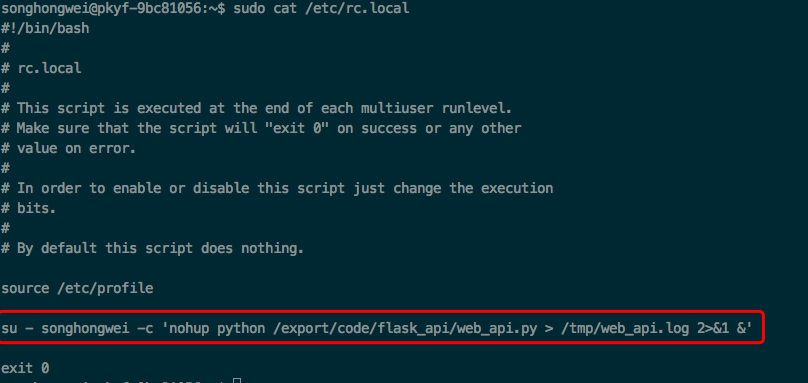 songhongwei@pkyf-9bc81056:~$ sudo cat /etc/rc.local
#!/bin/bash
#
# rc.local
#
# This script is executed at the end of each multiuser runlevel.
# Make sure that the script will "exit 0" on success or any other
# value on error.
#
# In order to enable or disable this script just change the execution
# bits.
#
# By default this script does nothing.
source /etc/profile
su - songhongwei -c 'nohup python /export/code/flask_api/web_api.py > /tmp/web_api.log 2>&1 &'
exit 0